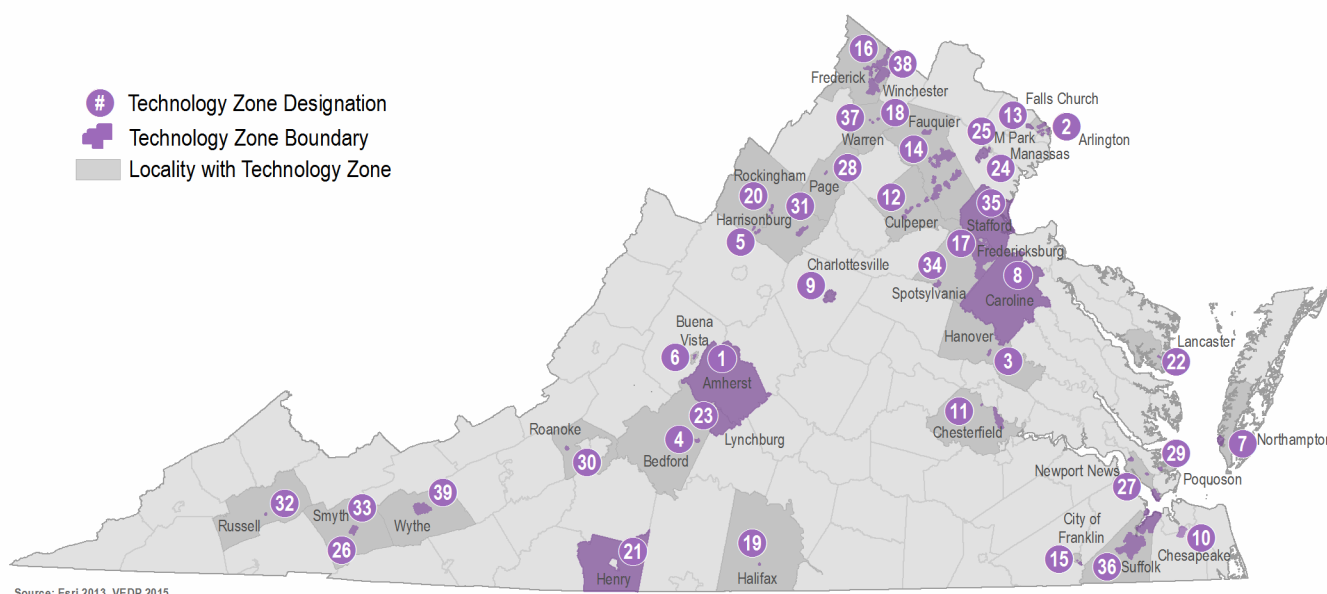 # Technology Zone Designation
Technology Zone Boundary
Locality with Technology Zone
16
38
Frederick
Winchester
37
18
Fauquier
Warren
14
13
Falls Church
25
2
M Park
Arlington
Manassas
24
28
Rockingham
Page
20
31
Harrisonburg
5
12
Culpeper
35
Stafford
17
Fredericksburg
34
8
Spotsylvania
Caroline
Charlottesville
9
Hanover
3
Lancaster
22
Buena
Vista
6
1
Amherst
23
Lynchburg
4
Bedford
11
Chesterfield
Roanoke
30
7
Northampton
29
Poquoson
Newport News
27
32
Russell
33
Smyth
39
Wythe
26
21
Henry
19
Halifax
City of
Franklin
15
36
Suffolk
10
Chesapeake
Source: Esri 2013, VEDP 2015